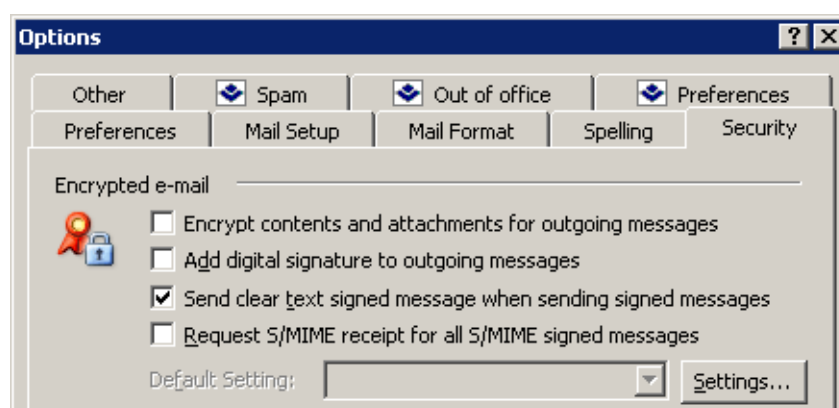 Options
Other Spam Out of office Preferences
Preferences Mail Setup Mail Format Spelling Security
Encrypted e-mail
Encrypt contents and attachments for outgoing messages
Add digital signature to outgoing messages
Send clear text signed message when sending signed messages
Request S/MIME receipt for all S/MIME signed messages
Default Setting: Settings...